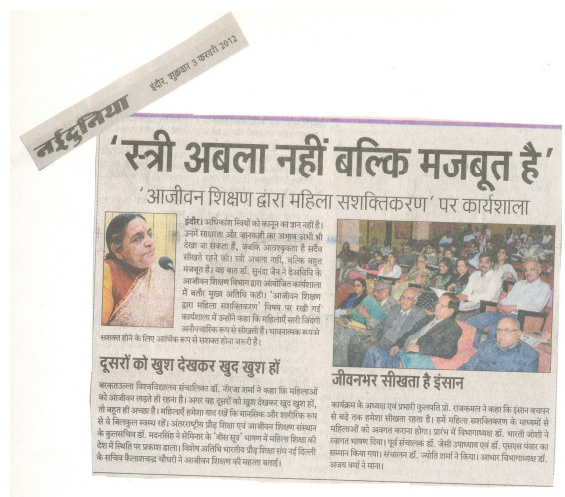 नईदुनिया
इंदौर, शुक्रवार 3 फरवरी 2012
'स्त्री अबला नहीं बल्कि मजबूत है'
'आजीवन शिक्षण द्वारा महिला सशक्तिकरण' पर कार्यशाला
इंदौर। अधिकांश स्त्रियों को कानून का ज्ञान नहीं है।
उनमें साक्षरता और जानकारी का अभाव अभी भी
देखा जा सकता है, जबकि आवश्यकता है सदैव
सीखते रहने की। स्त्री अबला नहीं, बल्कि बहुत
मजबूत है। यह बात डॉ. सुनंदा जैन ने देअविवि के
आजीवन शिक्षण विभाग द्वारा आयोजित कार्यशाला
में बतौर मुख्य अतिथि कही। 'आजीवन शिक्षण
द्वारा महिला सशक्तिकरण' विषय पर रखी गई
कार्यशाला में उन्होंने कहा कि महिलाएँ सारी जिंदगी
अनौपचारिक रूप से सीखती हैं। भावनात्मक रूप से
सशक्त होने के लिए आर्थिक रूप से सशक्त होना जरूरी है।
दूसरों को खुश देखकर खुद खुश हों
बरकतउल्ला विश्वविद्यालय संचालिका डॉ. नीरजा शर्मा ने कहा कि महिलाओं
को आजीवन लड़ते ही रहना है। अगर वह दूसरों को खुश देखकर खुद खुश हों,
तो बहुत ही अच्छा है। महिलाएँ हमेशा याद रखें कि मानसिक और शारीरिक रूप
से वे बिलकुल स्वस्थ रहें। अंतरराष्ट्रीय प्रौढ़ शिक्षा एवं आजीवन शिक्षण संस्थान
के कुलसचिव डॉ. मदनसिंह ने सेमिनार के 'बीस सूत्र' भाषण में महिला शिक्षा की
देश में स्थिति पर प्रकाश डाला। विशेष अतिथि भारतीय प्रौढ़ शिक्षा संघ नई दिल्ली
के सचिव कैलाशचन्द्र चौधरी ने आजीवन शिक्षण की महत्ता बताई।
जीवनभर सीखता है इंसान
कार्यक्रम के अध्यक्ष एवं प्रभारी कुलपति प्रो. राजकमल ने कहा कि इंसान बचपन
से बढ़े तक हमेशा सीखता रहता है। हमें महिला सशक्तिकरण के माध्यमों से
महिलाओं को अवगत कराना होगा। प्रारंभ में विभागाध्यक्ष डॉ. भारती जोशी ने
स्वागत भाषण दिया। पूर्व संचालक डॉ. जेसी उपाध्याय एवं डॉ. एसएस पंवार का
सम्मान किया गया। संचालन डॉ. ज्योति शर्मा ने किया। आभार विभागाध्यक्ष डॉ.
अजय वर्मा ने माना।